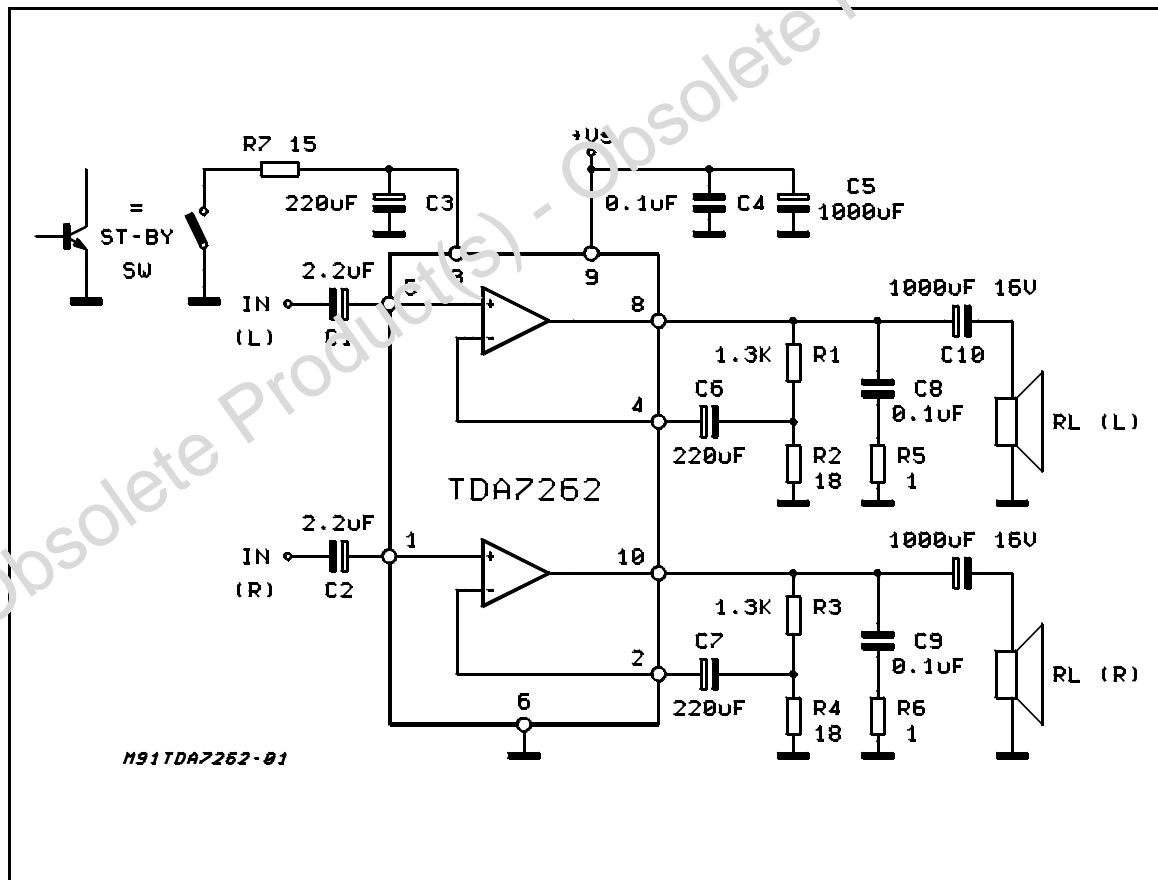 Obsolete Product(s) - Obsolete
R7 15
220uF
C3
=
ST-BY
SW
+Vs
0.1uF
C4
C5
1000uF
3
9
2.2uF
IN
(L)
C1
5
+
-
8
4
1000uF 16V
C10
1.3K
R1
C6
220uF
C8
0.1uF
R2
18
R5
1
RL (L)
TDA7262
2.2uF
IN
(R)
C2
1
+
-
10
2
1000uF 16V
1.3K
R3
C7
220uF
C9
0.1uF
R4
18
R6
1
RL (R)
6
M91TDA7262-01